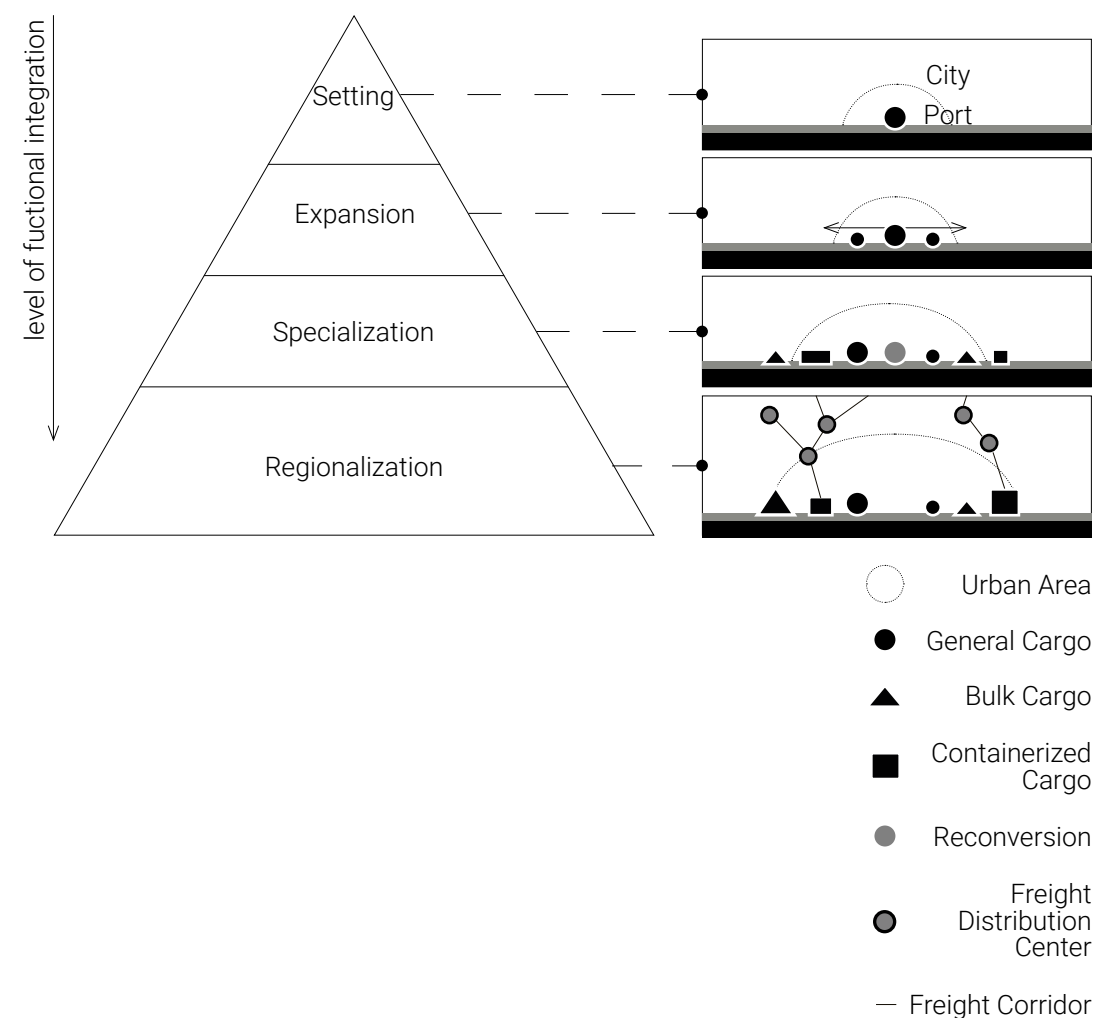 level of fuctional integration
Setting
Expansion
Specialization
Regionalization
City
Port
Urban Area
General Cargo
Bulk Cargo
Containerized
Cargo
Reconversion
Freight
Distribution
Center
Freight Corridor